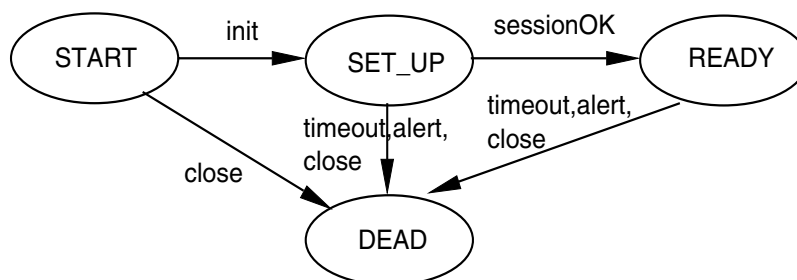 init
sessionOK
START
SET_UP
READY
timeout,alert,
close
timeout,alert,
close
close
DEAD